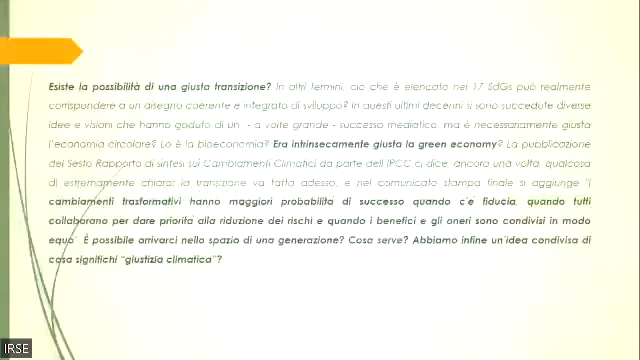 Esiste la possibilità di una giusta transizione? In altri termini, ciò che è elencato nei 17 SdGs può realmente
corrispondere a un disegno coerente e integrato di sviluppo? In questi ultimi decenni si sono succedute diverse
idee e visioni che hanno goduto di un - a volte grande - successo mediatico, ma è necessariamente giusta
l'economia circolare? Lo è la bioeconomia? Era intrinsecamente giusta la green economy? La pubblicazione
del Sesto Rapporto di sintesi sui Cambiamenti Climatici da parte dell'IPCC ci dice, ancora una volta, qualcosa
di estremamente chiaro: la transizione va fatta adesso, e nel comunicato stampa finale si aggiunge "i
cambiamenti trasformativi hanno maggiori probabilità di successo quando c'è fiducia, quando tutti
collaborano per dare priorità alla riduzione dei rischi e quando i benefici e gli oneri sono condivisi in modo
equo" È possibile arrivarci nello spazio di una generazione? Cosa serve? Abbiamo infine un'idea condivisa di
cosa significhi "giustizia climatica"?
IRSE